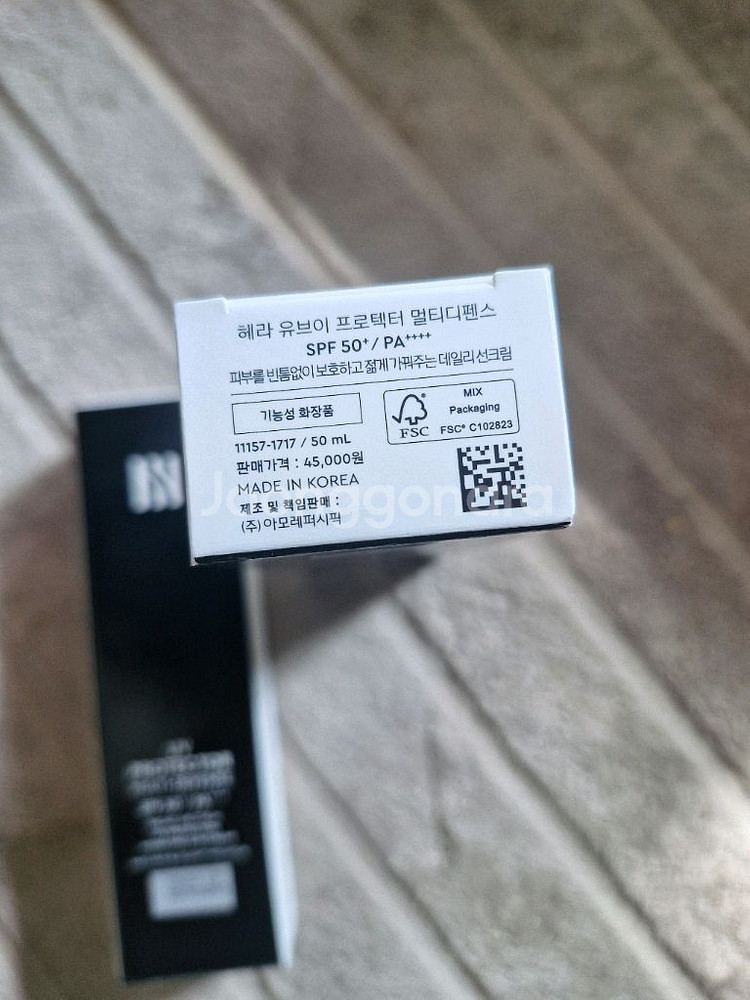 헤라 유브이 프로텍터 멀티디펜스
SPF 50+ / PA++++
피부를 빈틈없이 보호하고 젊게 가꿔주는 데일리 선크림
기능성 화장품
11157-1717 / 50 mL
판매가격 : 45,000원
MADE IN KOREA
제조 및 책임판매 :
(주)아모레퍼시픽
FSC
MIX
Packaging
FSC® C102823
Joonggonara
PROTECTOR